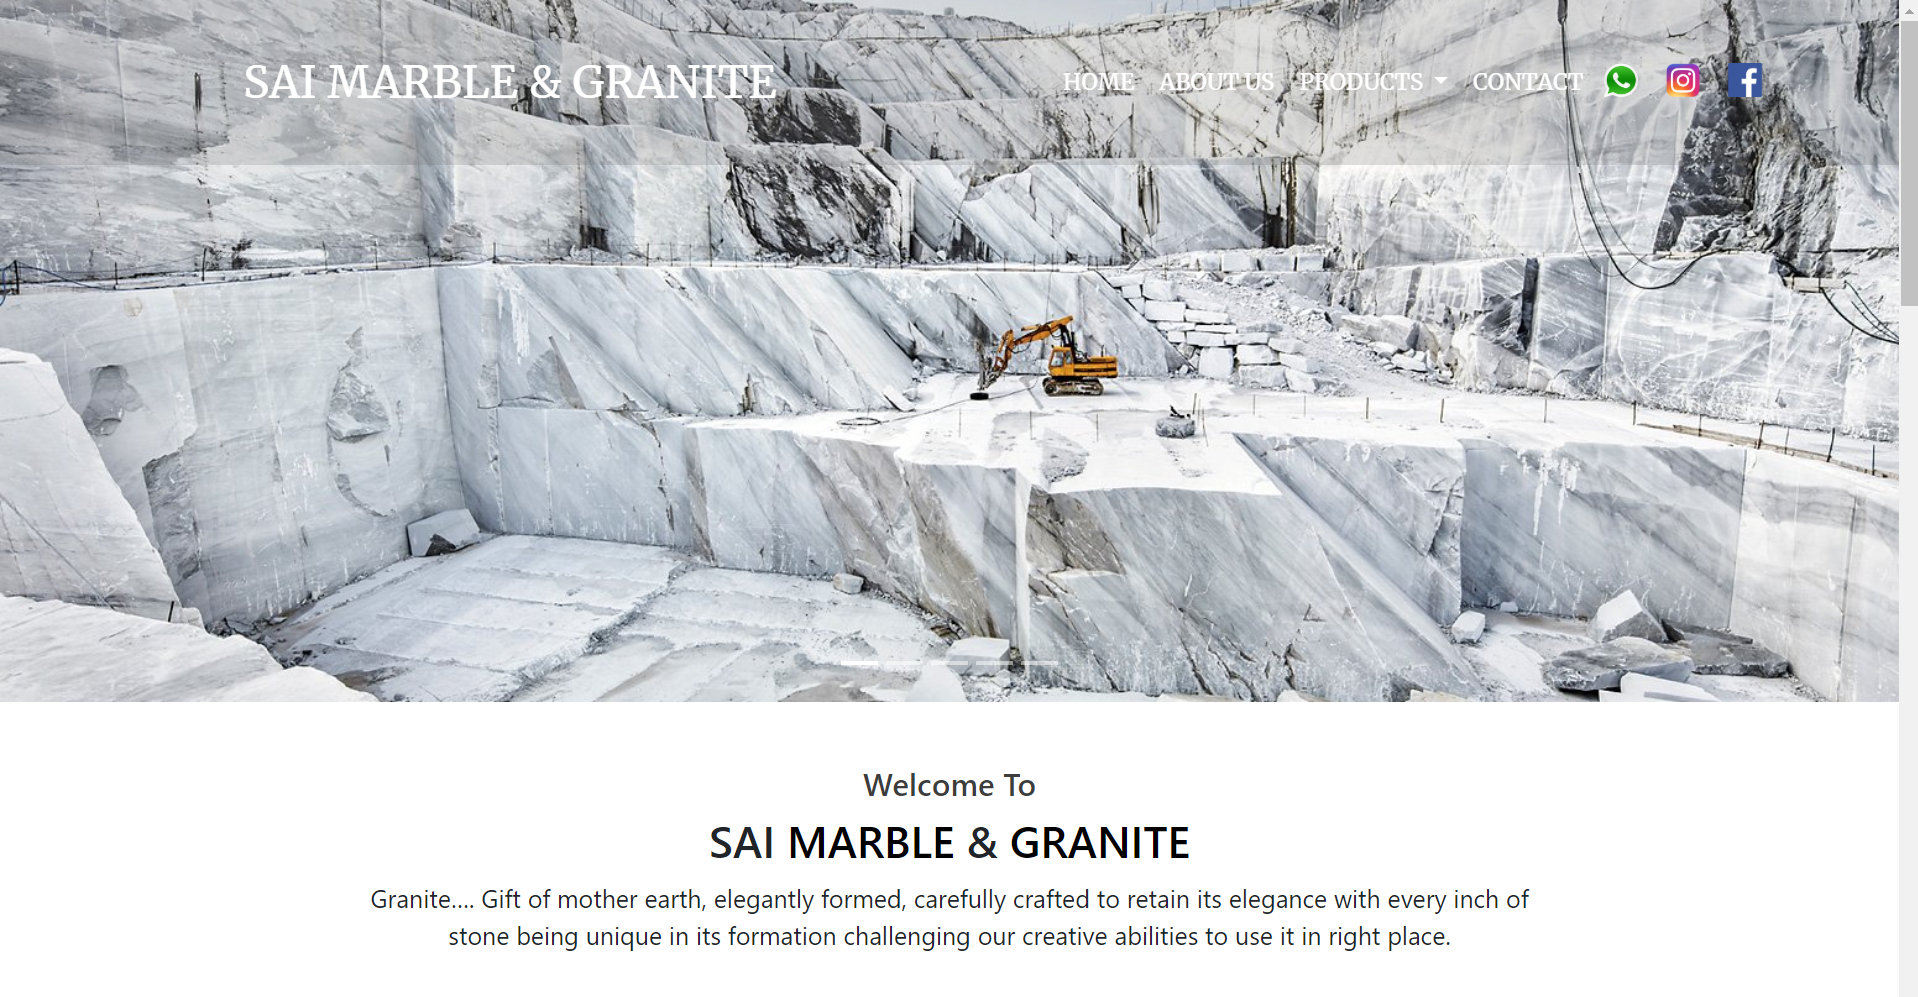 SAI MARBLE & GRANITE
HOME ABOUT US PRODUCTS CONTACT
Welcome To
SAI MARBLE & GRANITE
Granite.... Gift of mother earth, elegantly formed, carefully crafted to retain its elegance with every inch of
stone being unique in its formation challenging our creative abilities to use it in right place.